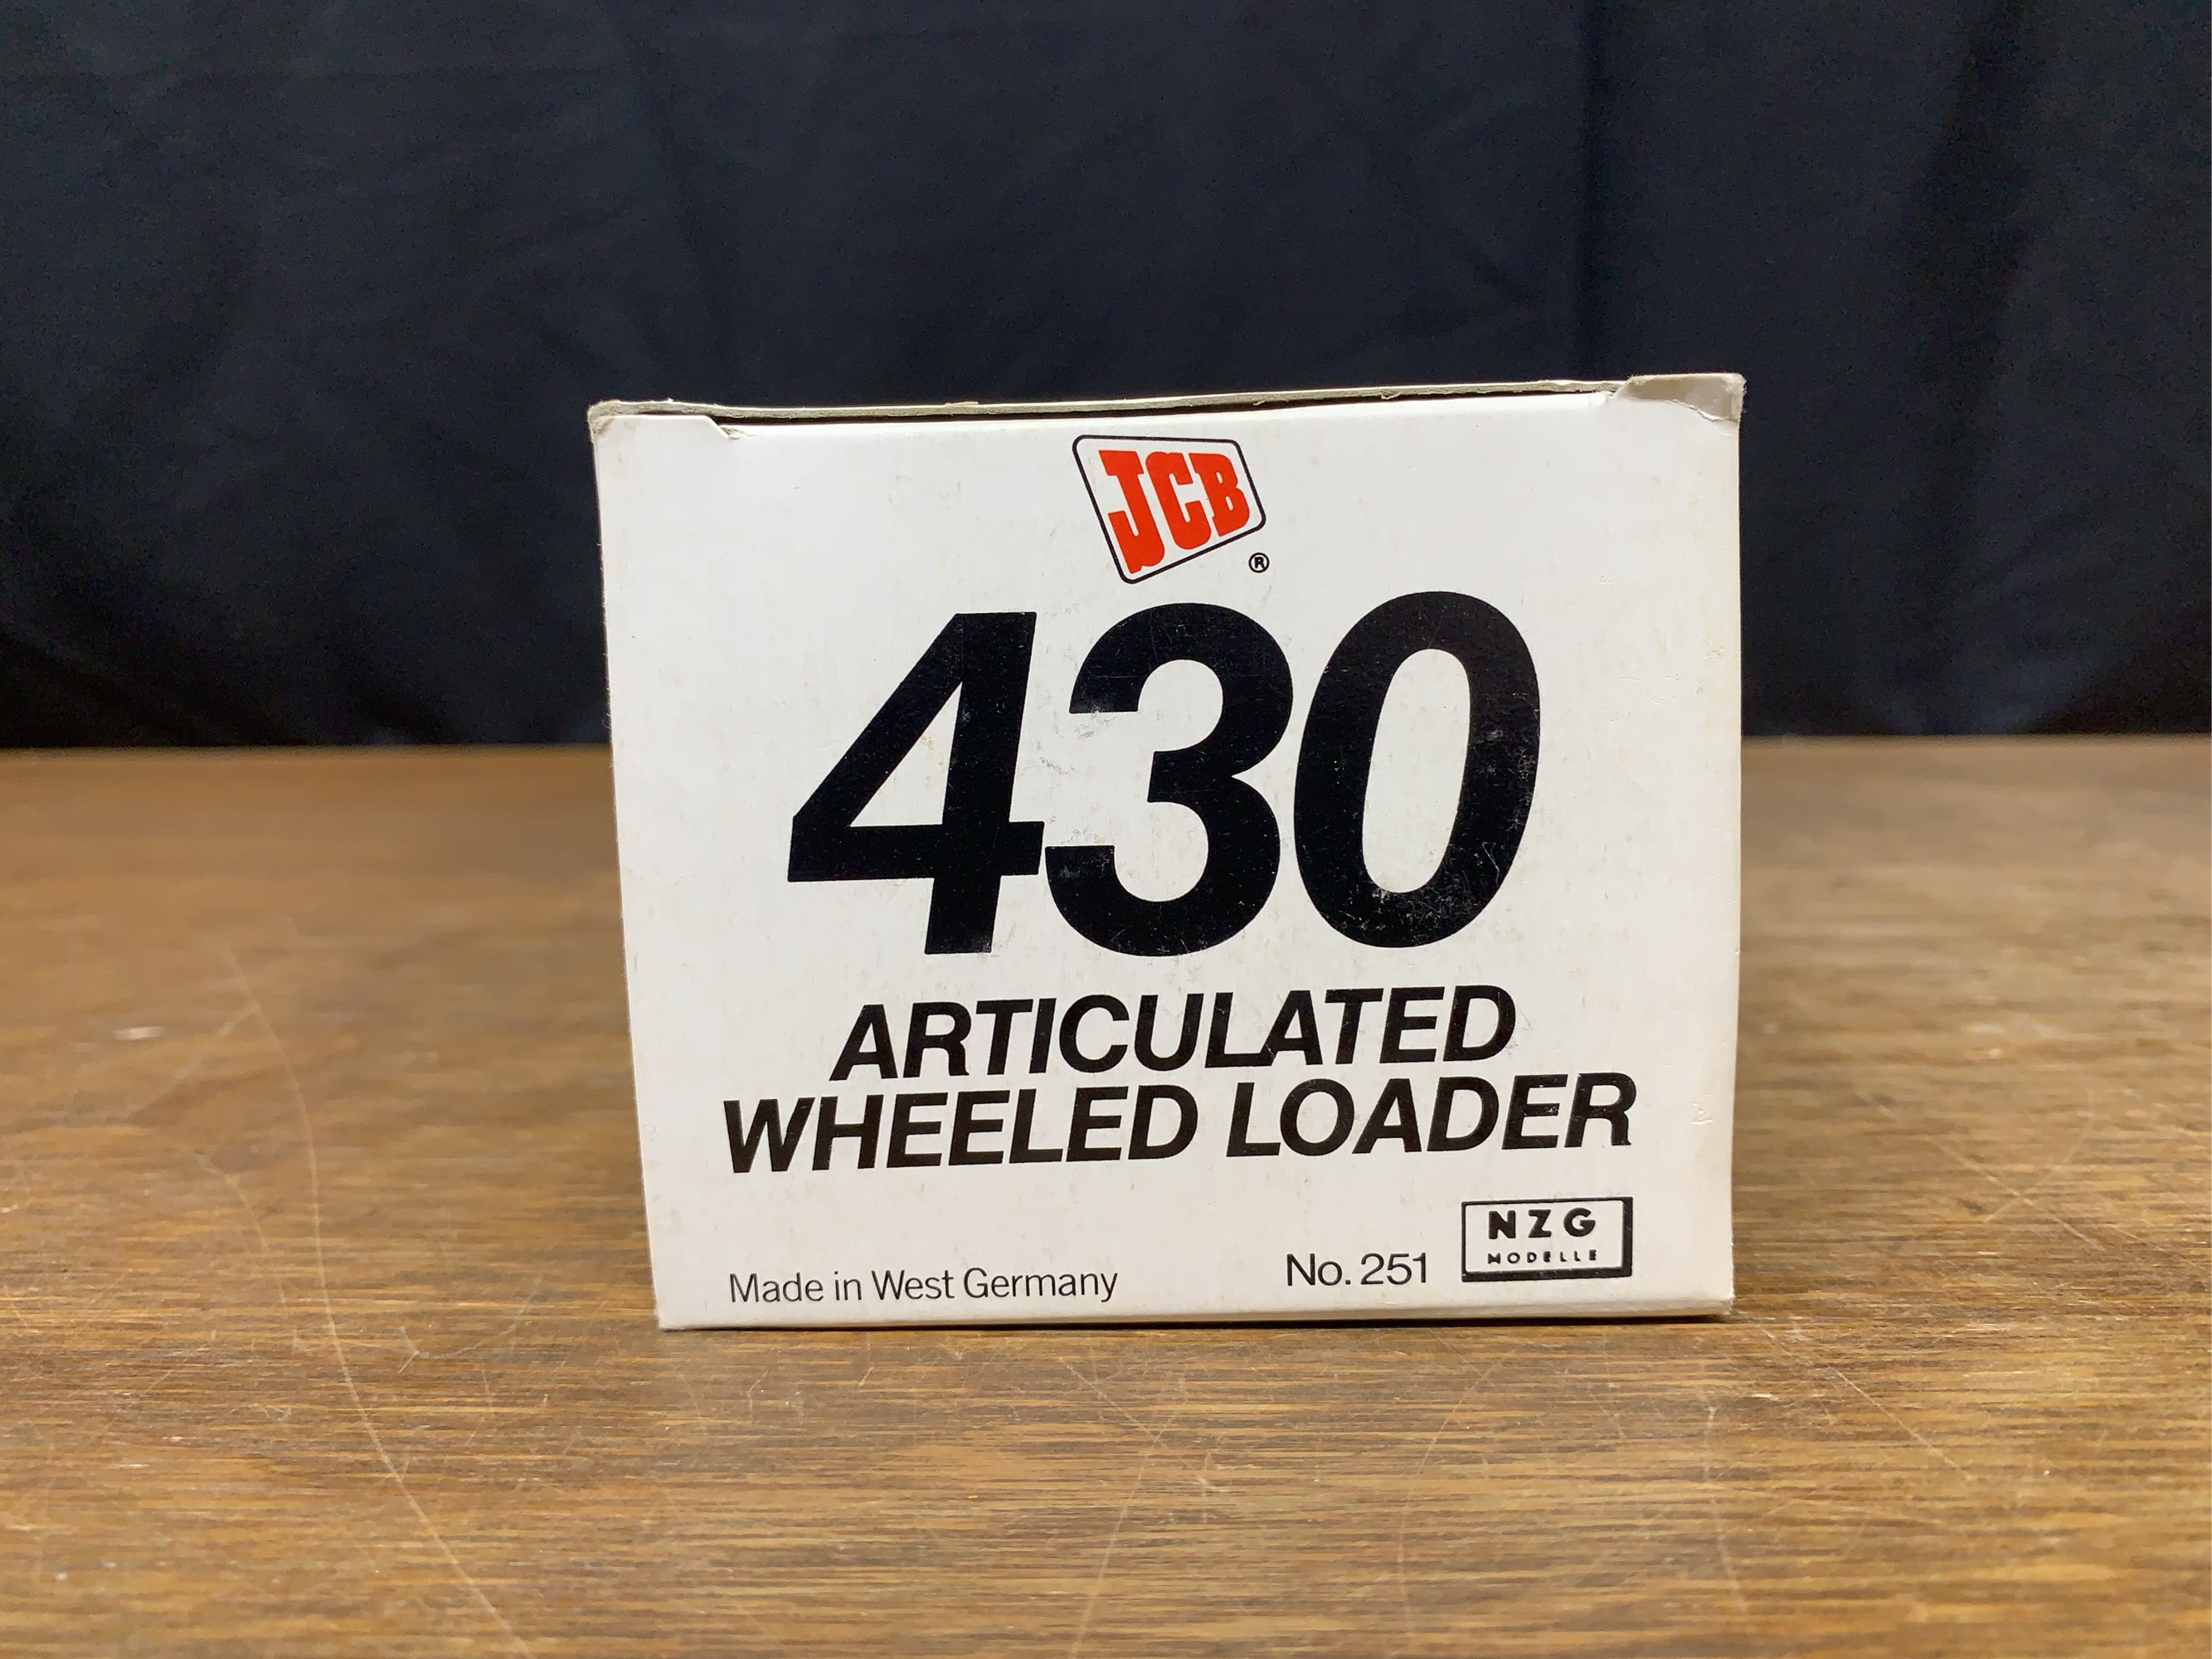 JCB
®
430
ARTICULATED
WHEELED LOADER
Made in West Germany
No. 251
NZG
MODELLE